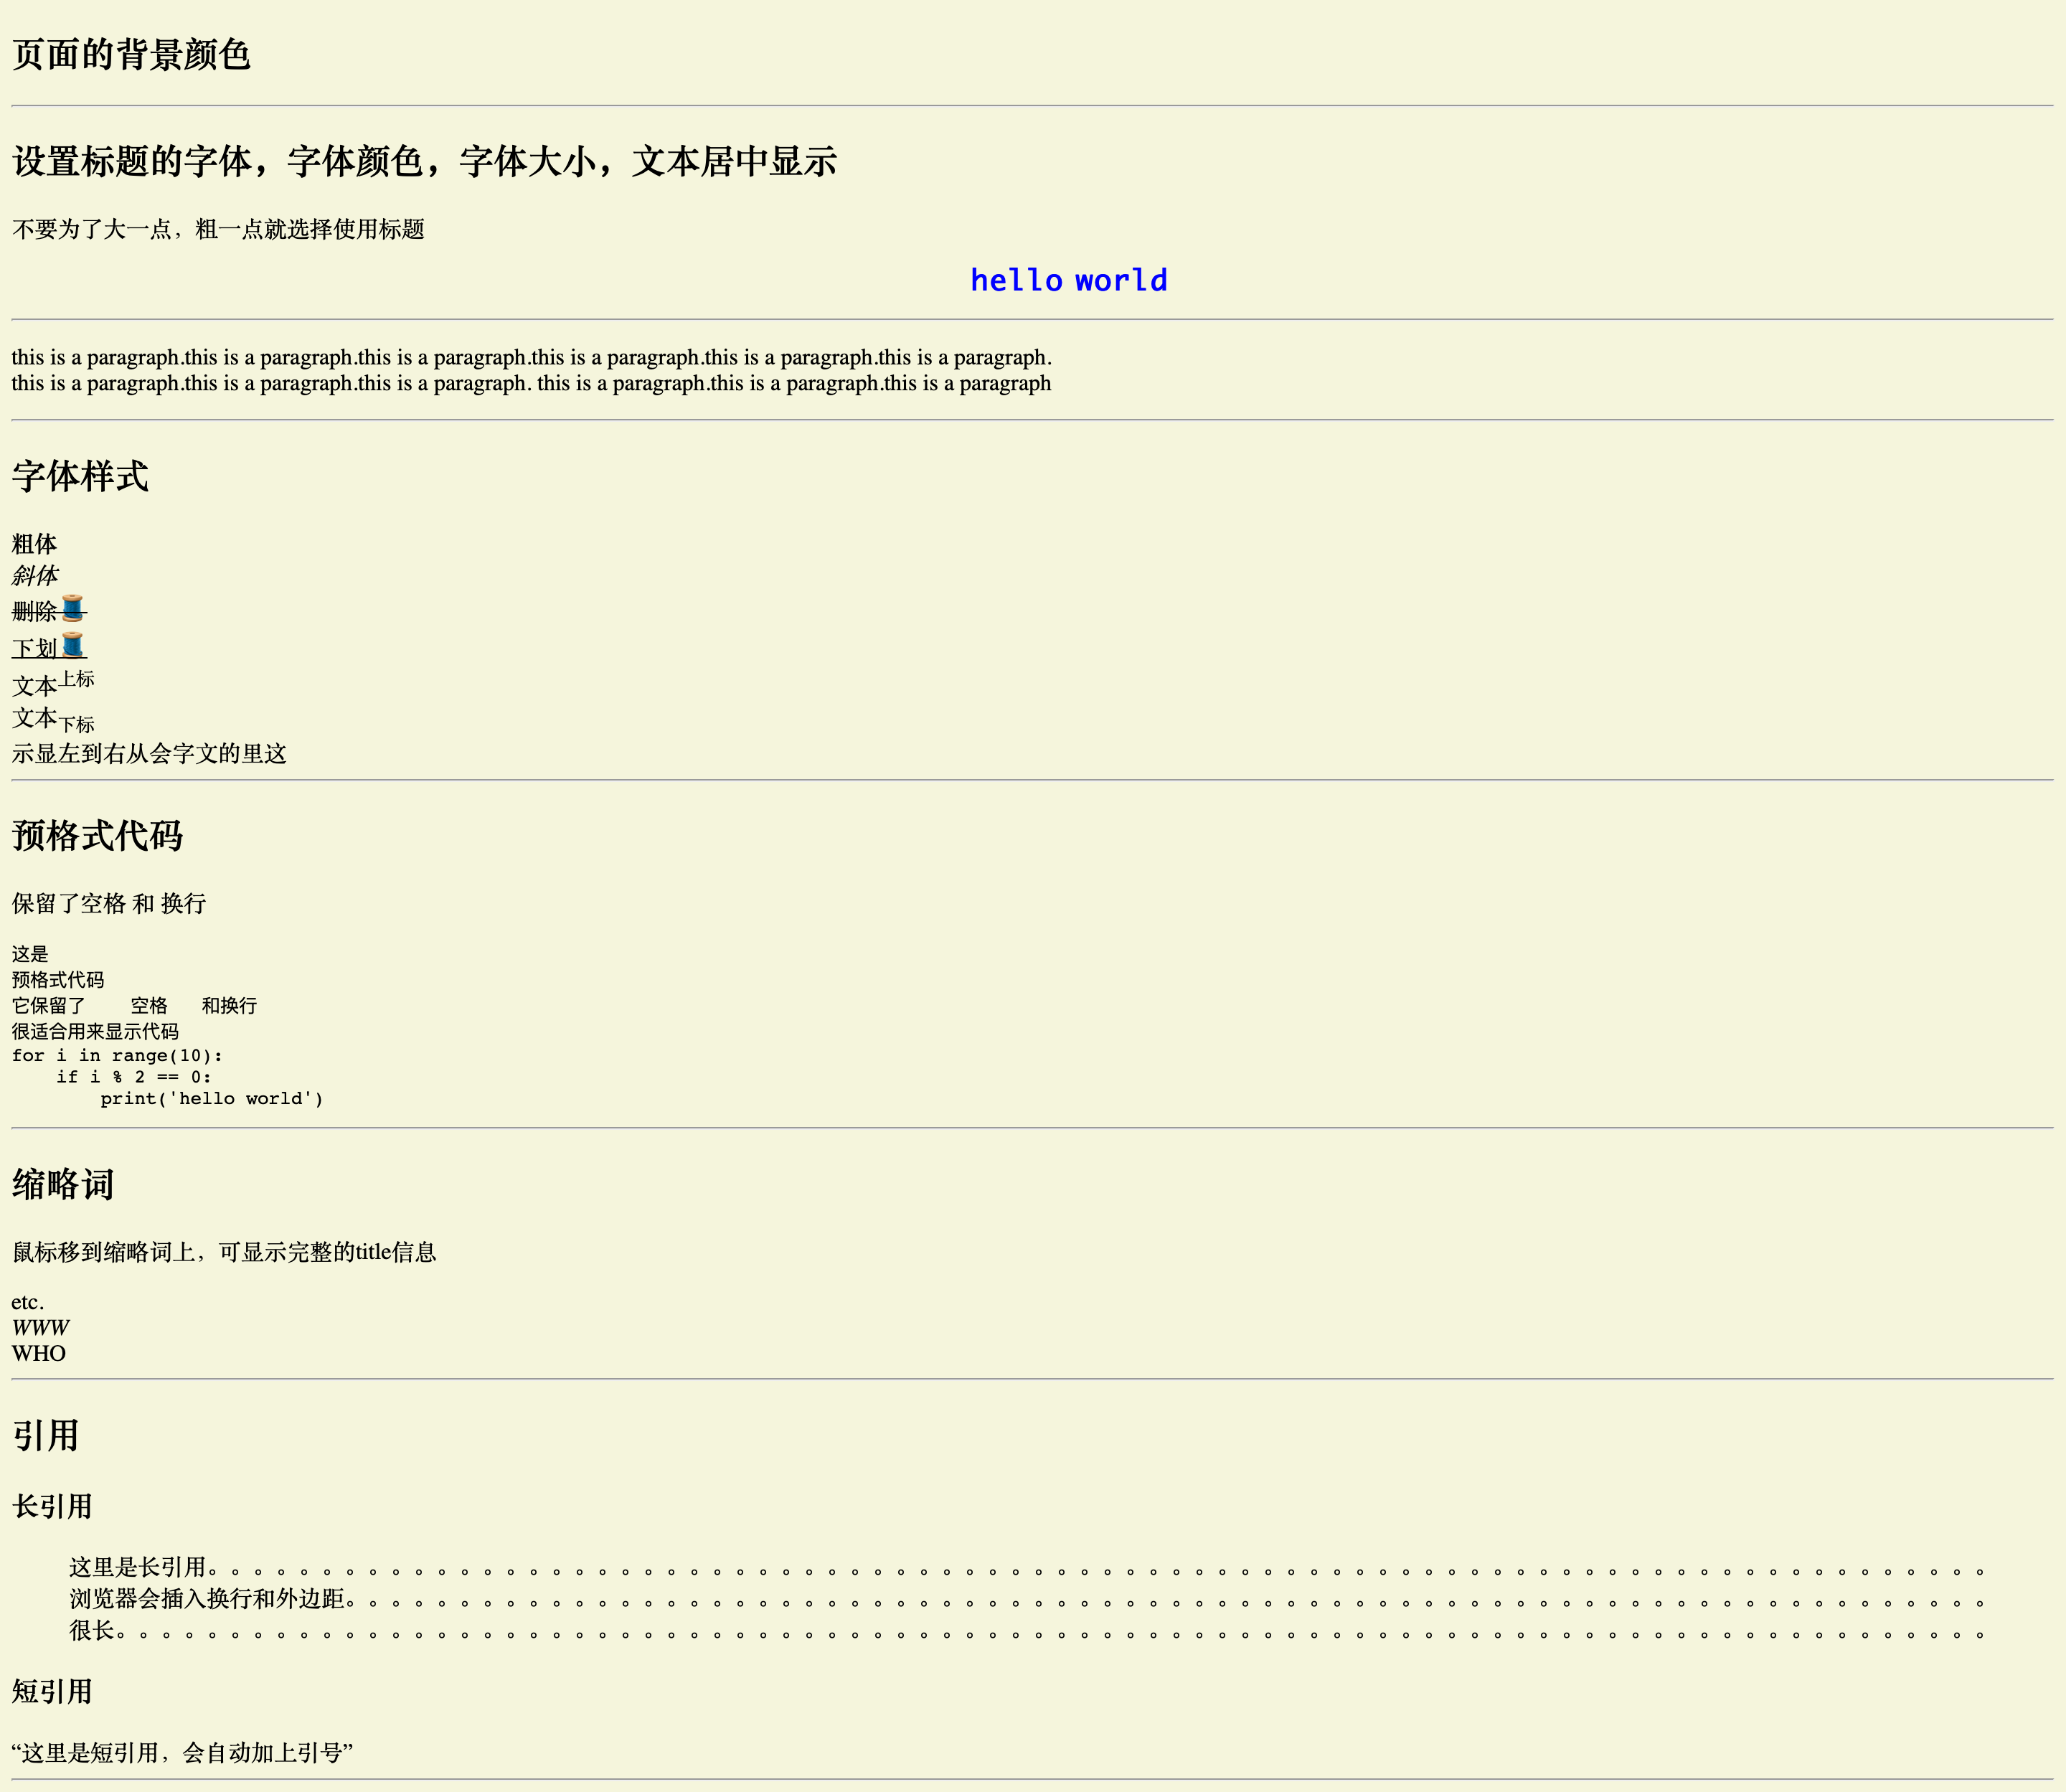 页面的背景颜色
设置标题的字体，字体颜色，字体大小，文本居中显示
不要为了大一点，粗一点就选择使用标题
hello world
this is a paragraph.this is a paragraph.this is a paragraph.this is a paragraph.this is a paragraph.this is a paragraph.
this is a paragraph.this is a paragraph.this is a paragraph. this is a paragraph.this is a paragraph.this is a paragraph
字体样式
粗体
斜体
删除🧵
下划🧵
文本上标
文本下标
示显左到右从会字文的里这
预格式代码
保留了空格 和 换行
这是
预格式代码
它保留了    空格   和换行
很适合用来显示代码
for i in range(10):
    if i % 2 == 0:
        print('hello world')
缩略词
鼠标移到缩略词上，可显示完整的title信息
etc.
WWW
WHO
引用
长引用
这里是长引用。。。。。。。。。。。。。。。。。。。。。。。。。。。。。。。。。。。。。。。。。。。。。。。。。。。。。。。。。。。。。。。。。。。。。。。。。。。。。。
浏览器会插入换行和外边距。。。。。。。。。。。。。。。。。。。。。。。。。。。。。。。。。。。。。。。。。。。。。。。。。。。。。。。。。。。。。。。。。。。。。。。。
很长。。。。。。。。。。。。。。。。。。。。。。。。。。。。。。。。。。。。。。。。。。。。。。。。。。。。。。。。。。。。。。。。。。。。。。。。。。。。。。。。。。
短引用
“这里是短引用，会自动加上引号”